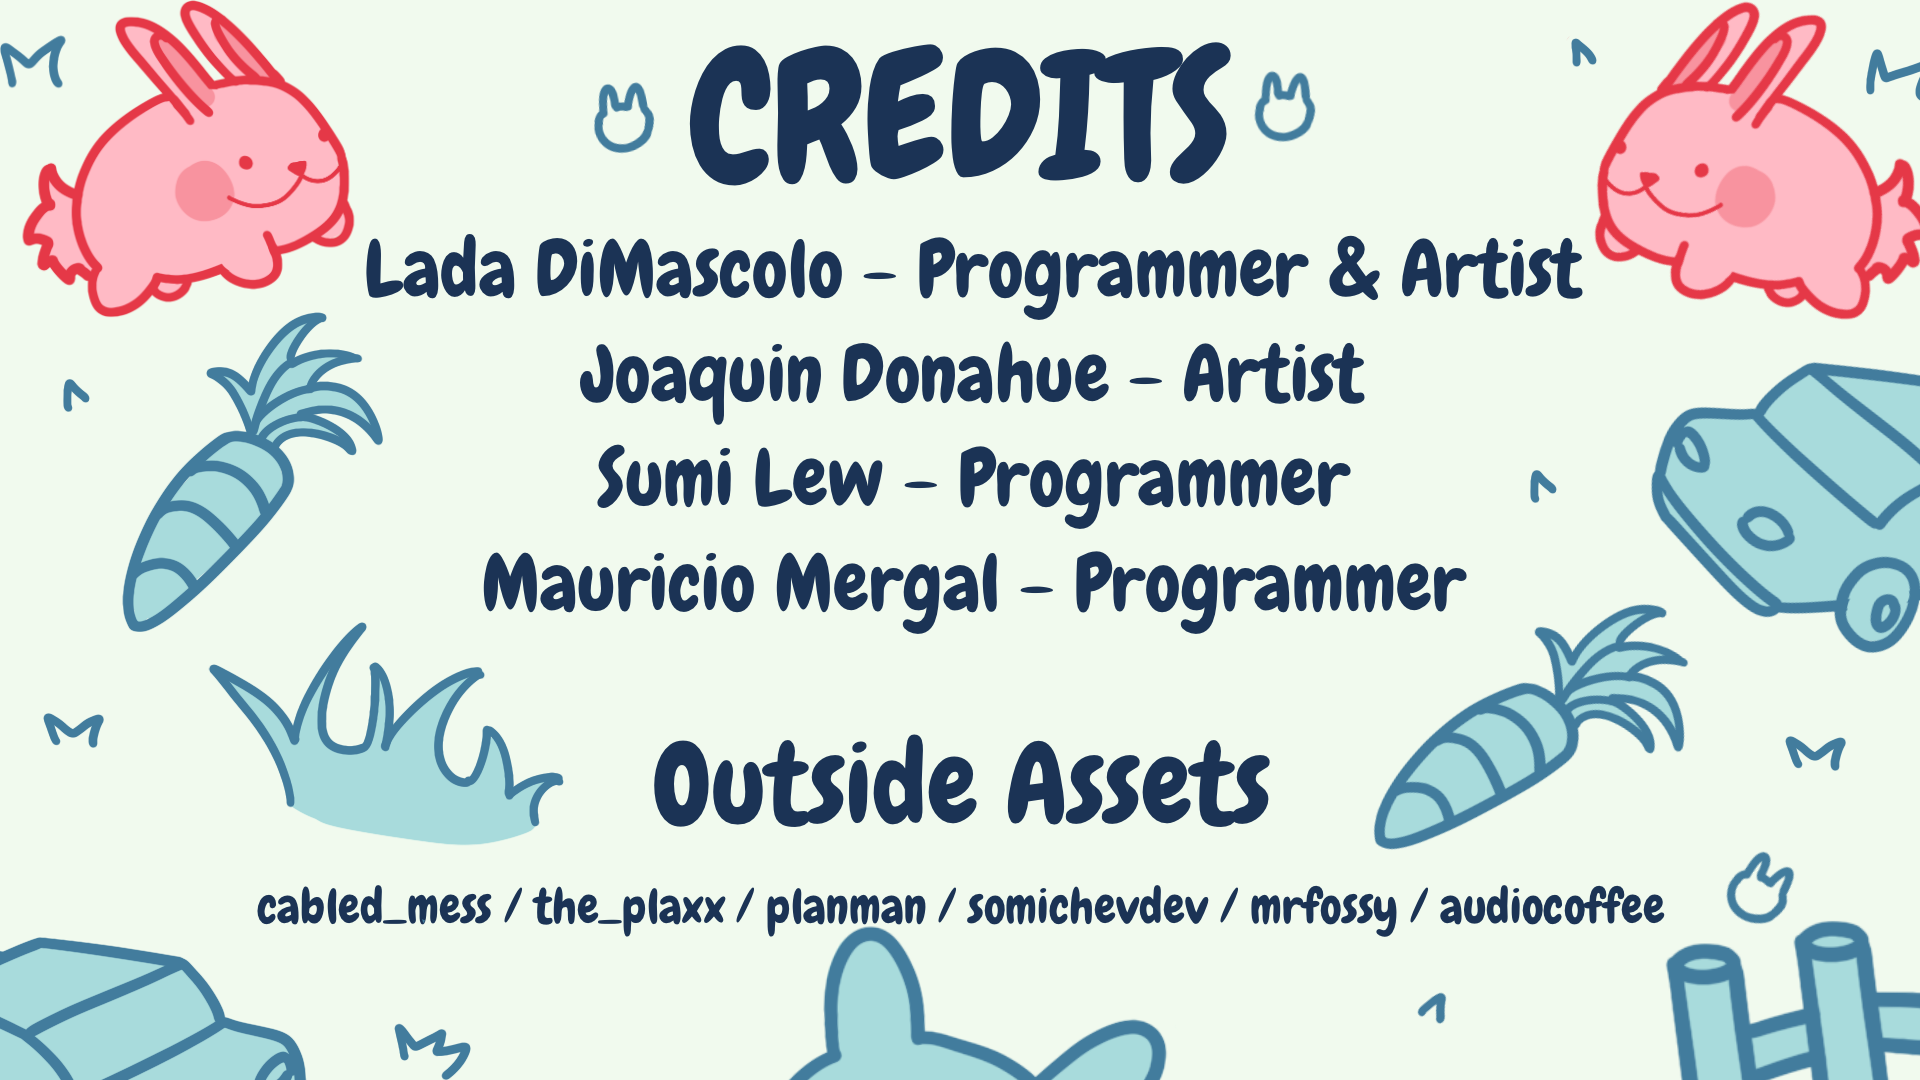 CREDITS
Lada DiMascolo - Programmer & Artist
Joaquin Donahue - Artist
Sumi Lew - Programmer
Mauricio Mergal - Programmer
Outside Assets
cabled_mess / the_plaxx / planman / somichevdev / mrfossy / audiocoffee